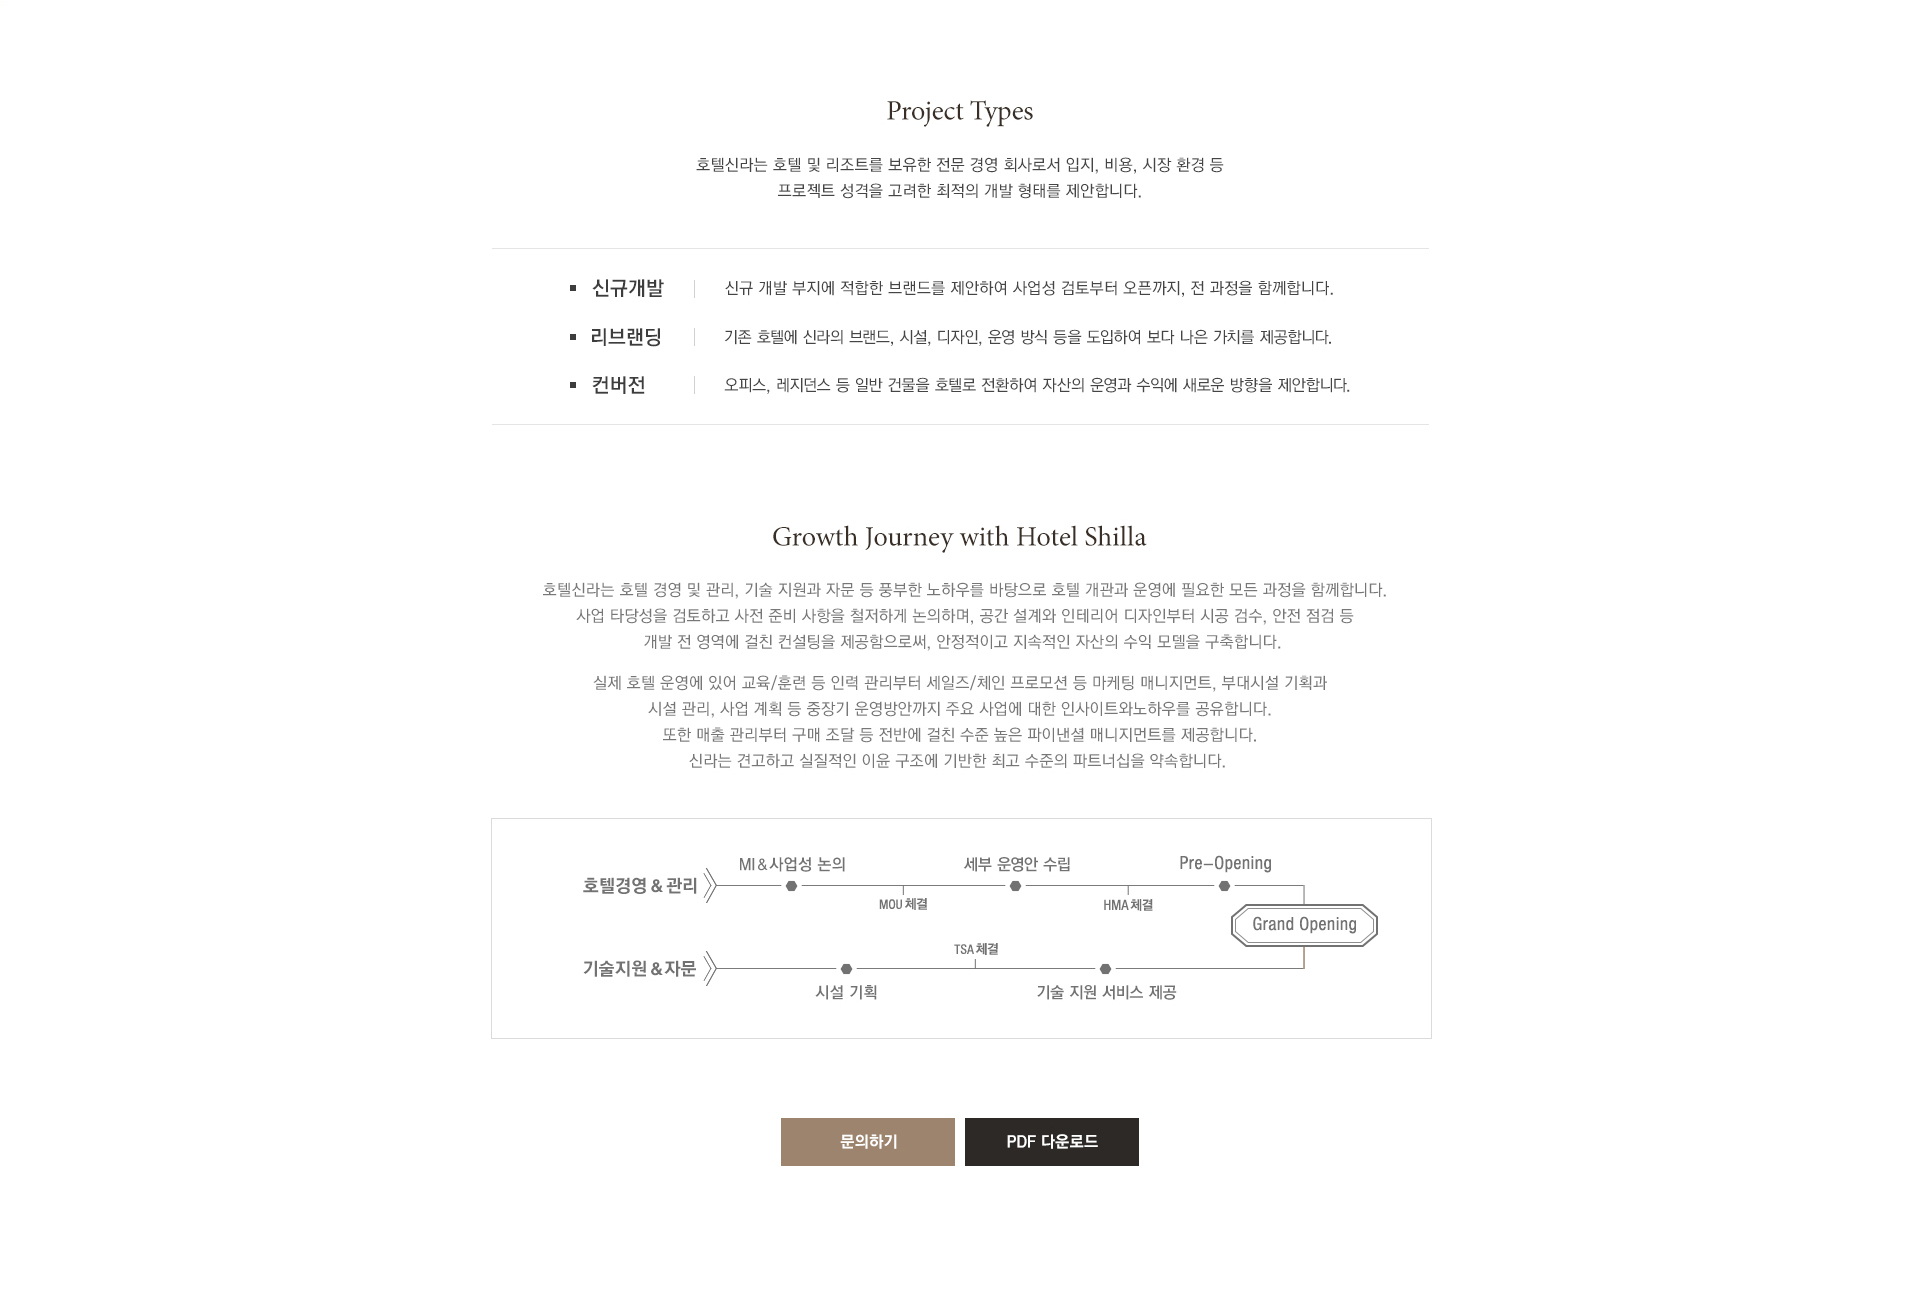 Project Types
호텔신라는 호텔 및 리조트를 보유한 전문 경영 회사로서 입지, 비용, 시장 환경 등
프로젝트 성격을 고려한 최적의 개발 형태를 제안합니다.
신규개발 신규 개발 부지에 적합한 브랜드를 제안하여 사업성 검토부터 오픈까지, 전 과정을 함께합니다.
리브랜딩 기존 호텔에 신라의 브랜드, 시설, 디자인, 운영 방식 등을 도입하여 보다 나은 가치를 제공합니다.
컨버전 오피스, 레지던스 등 일반 건물을 호텔로 전환하여 자산의 운영과 수익에 새로운 방향을 제안합니다.
Growth Journey with Hotel Shilla
호텔신라는 호텔 경영 및 관리, 기술 지원과 자문 등 풍부한 노하우를 바탕으로 호텔 개관과 운영에 필요한 모든 과정을 함께합니다.
사업 타당성을 검토하고 사전 준비 사항을 철저하게 논의하며, 공간 설계와 인테리어 디자인부터 시공 검수, 안전 점검 등
개발 전 영역에 걸친 컨설팅을 제공함으로써, 안정적이고 지속적인 자산의 수익 모델을 구축합니다.
실제 호텔 운영에 있어 교육/훈련 등 인력 관리부터 세일즈/체인 프로모션 등 마케팅 매니지먼트, 부대시설 기획과
시설 관리, 사업 계획 등 중장기 운영방안까지 주요 사업에 대한 인사이트와노하우를 공유합니다.
또한 매출 관리부터 구매 조달 등 전반에 걸친 수준 높은 파이낸셜 매니지먼트를 제공합니다.
신라는 견고하고 실질적인 이윤 구조에 기반한 최고 수준의 파트너십을 약속합니다.
MI & 사업성 논의 세부 운영안 수립 Pre-Opening
호텔경영 & 관리
MOU 체결 HMA 체결
Grand Opening
TSA 체결
기술지원 & 자문
시설 기획 기술 지원 서비스 제공
문의하기 PDF 다운로드